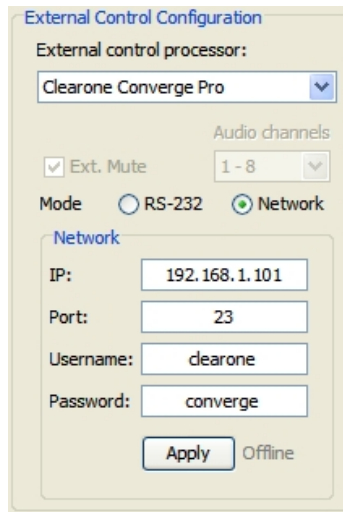 External Control Configuration
External control processor:
Clearone Converge Pro
Audio channels
Ext. Mute 1 - 8
Mode RS-232 Network
Network
IP: 192.168.1.101
Port: 23
Username: clearone
Password: converge
Apply Offline